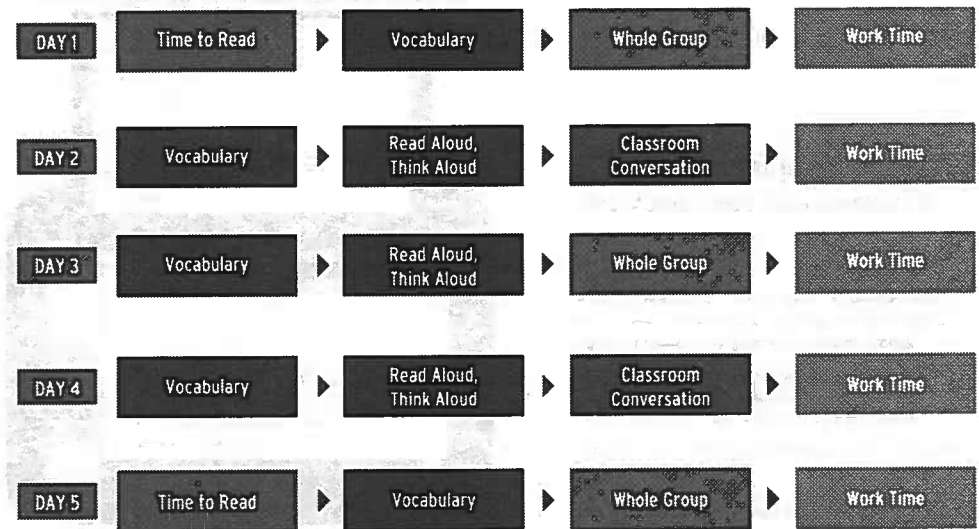 DAY 1
Time to Read
Vocabulary
Whole Group
Work Time
DAY 2
Vocabulary
Read Aloud,
Think Aloud
Classroom
Conversation
Work Time
DAY 3
Vocabulary
Read Aloud,
Think Aloud
Whole Group
Work Time
DAY 4
Vocabulary
Read Aloud,
Think Aloud
Classroom
Conversation
Work Time
DAY 5
Time to Read
Vocabulary
Whole Group
Work Time